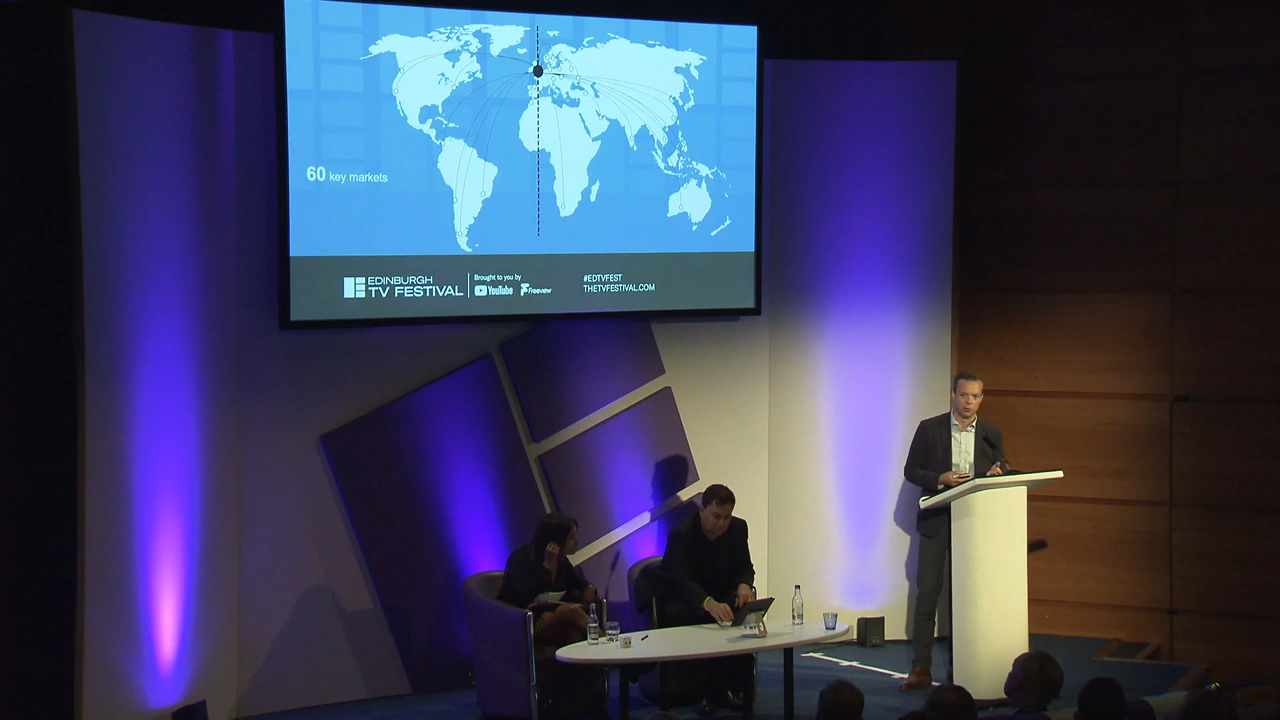 60 key markets
EDINBURGH
TV FESTIVAL
Brought to you by
YouTube Freeview
#EDTVFEST
THETVFESTIVAL.COM